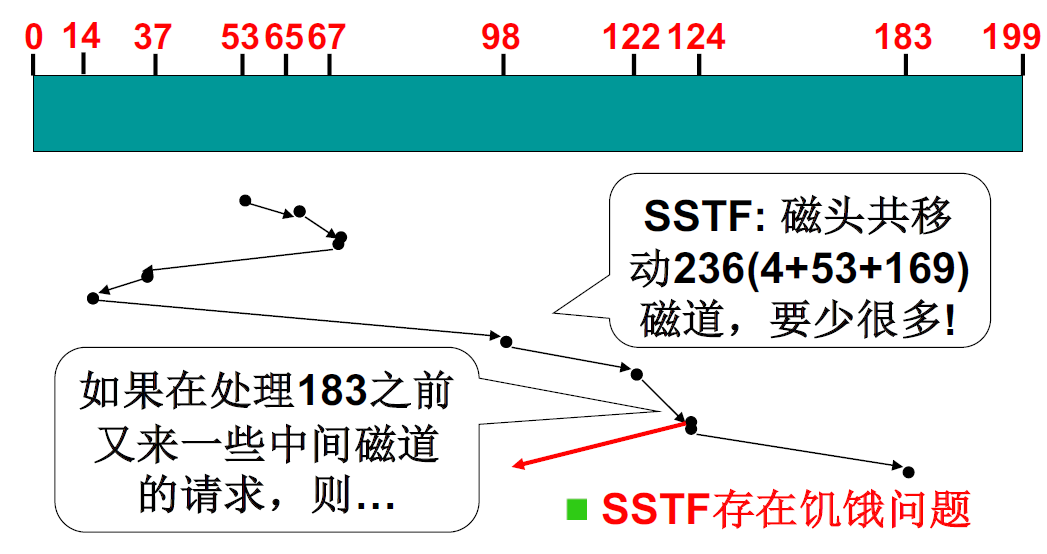 0 14 37 53 65 67 98 122 124 183 199
SSTF: 磁头共移
动236(4+53+169)
磁道，要少很多!
如果在处理183之前
又来一些中间磁道
的请求，则…
SSTF存在饥饿问题